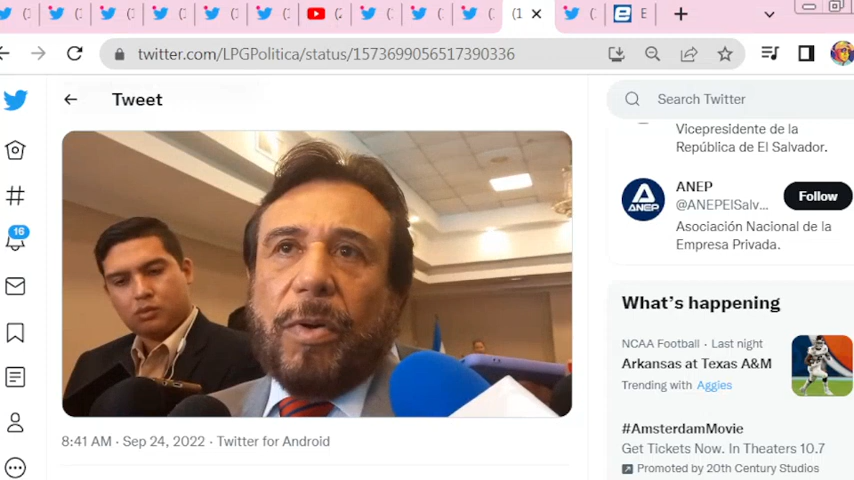 (1
twitter.com/LPGPolitica/status/1573699056517390336
Tweet
Search Twitter
Vicepresidente de la
República de El Salvador.
ANEP
@ANEPElSalv...
Follow
ANEP
Asociación Nacional de la
Empresa Privada.
16
What's happening
NCAA Football · Last night
Arkansas at Texas A&M
Trending with Aggies
#AmsterdamMovie
Get Tickets Now. In Theaters 10.7
Promoted by 20th Century Studios
8:41 AM · Sep 24, 2022 · Twitter for Android